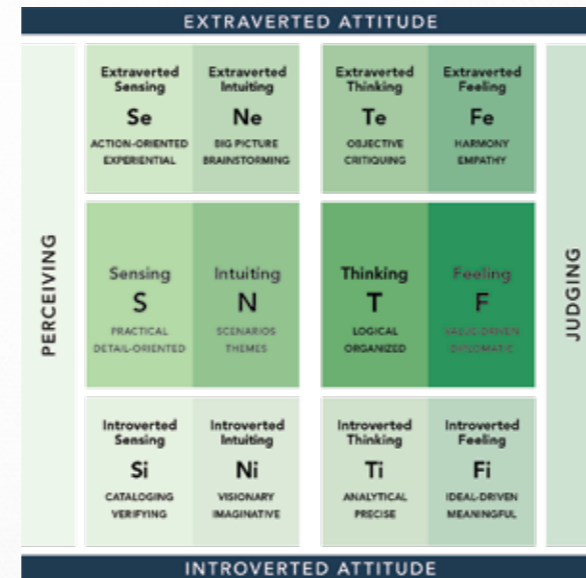 EXTRAVERTED ATTITUDE
PERCEIVING
Extraverted
Sensing
Se
ACTION-ORIENTED
EXPERIENTIAL
Extraverted
Intuiting
Ne
BIG PICTURE
BRAINSTORMING
Extraverted
Thinking
Te
OBJECTIVE
CRITIQUING
Extraverted
Feeling
Fe
HARMONY
EMPATHY
Sensing
S
PRACTICAL
DETAIL-ORIENTED
Intuiting
N
SCENARIOS
THEMES
Thinking
T
LOGICAL
ORGANIZED
Feeling
F
VALUE-DRIVEN
DIPLOMATIC
Introverted
Sensing
Si
CATALOGING
VERIFYING
Introverted
Intuiting
Ni
VISIONARY
IMAGINATIVE
Introverted
Thinking
Ti
ANALYTICAL
PRECISE
Introverted
Feeling
Fi
IDEAL-DRIVEN
MEANINGFUL
JUDGING
INTROVERTED ATTITUDE